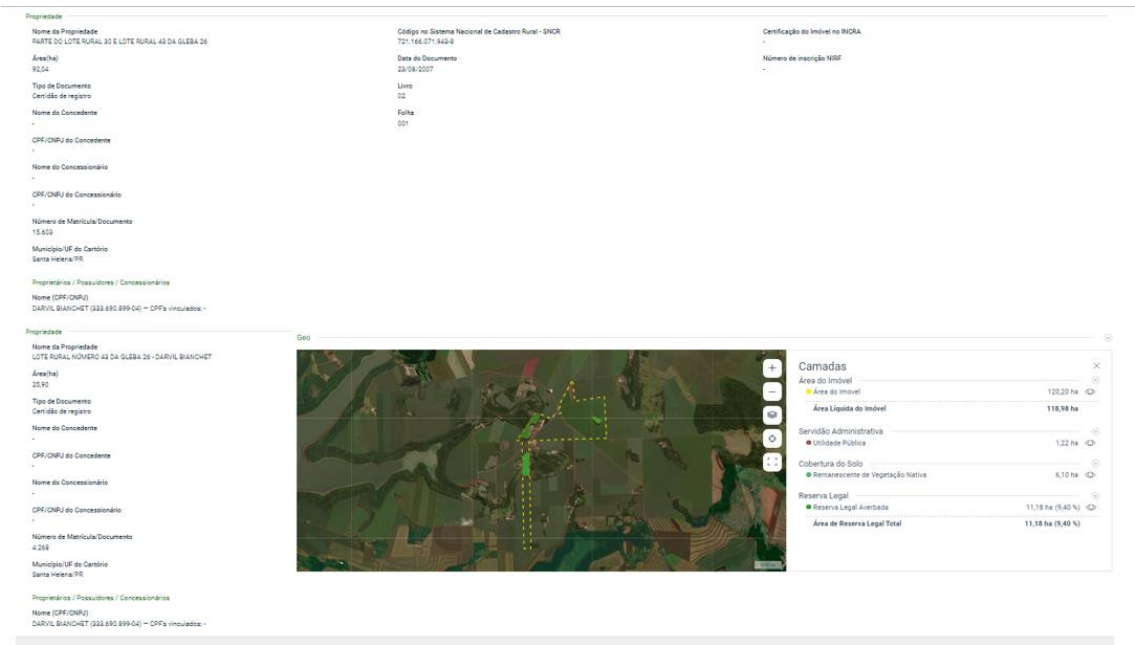 Propriedade
Nome da Propriedade
PARTE DO LOTE RURAL 30 E LOTE RURAL 43 DA GLEBA 26
Código no Sistema Nacional de Cadastro Rural - SNCR
721.166.071.943-8
Certificação do Imóvel no INCRA
-
Área(ha)
92,04
Data do Documento
23/08/2007
Número de inscrição NIRF
-
Tipo de Documento
Certidão de registro
Livro
02
Nome do Concedente
-
Folha
001
CPF/CNPJ do Concedente
-
Nome do Concessionário
-
CPF/CNPJ do Concessionário
-
Número de Matrícula/Documento
15.603
Município/UF do Cartório
Santa Helena/PR
Proprietários / Possuidores / Concessionários
Nome (CPF/CNPJ)
DARVIL BIANCHET (333.690.899-04) — CPFs vinculados: -
Propriedade
Nome da Propriedade
LOTE RURAL NÚMERO 43 DA GLEBA 26 - DARVIL BIANCHET
Área(ha)
25,90
Tipo de Documento
Certidão de registro
Nome do Concedente
-
CPF/CNPJ do Concedente
-
Nome do Concessionário
-
CPF/CNPJ do Concessionário
-
Número de Matrícula/Documento
4.268
Município/UF do Cartório
Santa Helena/PR
Proprietários / Possuidores / Concessionários
Nome (CPF/CNPJ)
DARVIL BIANCHET (333.690.899-04) — CPFs vinculados: -
Geo
Camadas
Área do Imóvel
Área do Imovel 120,20 ha
Área Líquida do Imóvel 118,98 ha
Servidão Administrativa
Utilidade Pública 1,22 ha
Cobertura do Solo
Remanescente de Vegetação Nativa 6,10 ha
Reserva Legal
Reserva Legal Averbada 11,18 ha (9,40 %)
Área de Reserva Legal Total 11,18 ha (9,40 %)